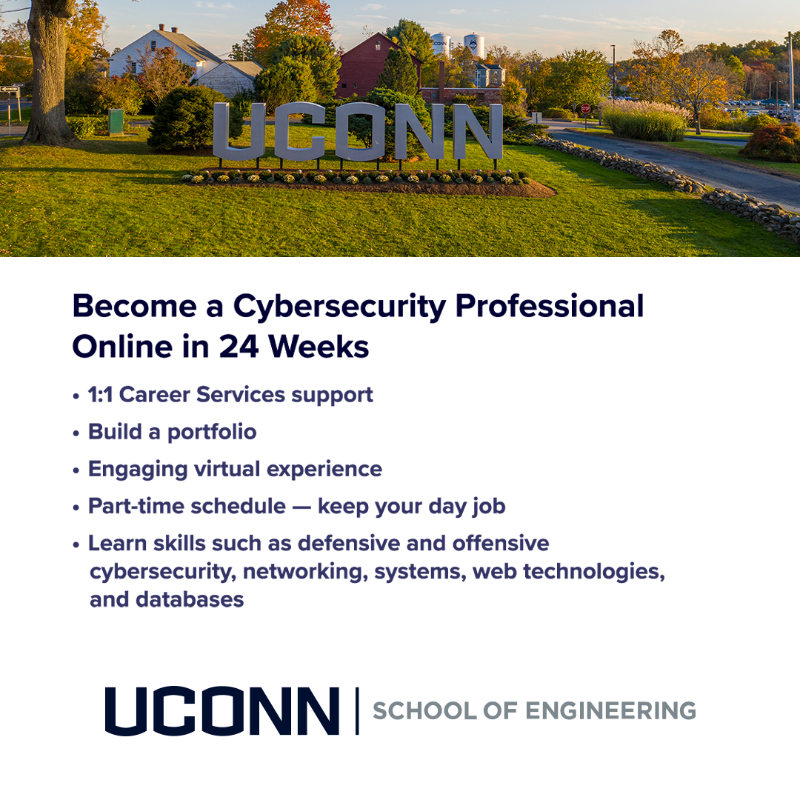 UCONN
Become a Cybersecurity Professional
Online in 24 Weeks
• 1:1 Career Services support
• Build a portfolio
• Engaging virtual experience
• Part-time schedule — keep your day job
• Learn skills such as defensive and offensive
cybersecurity, networking, systems, web technologies,
and databases
UCONN | SCHOOL OF ENGINEERING